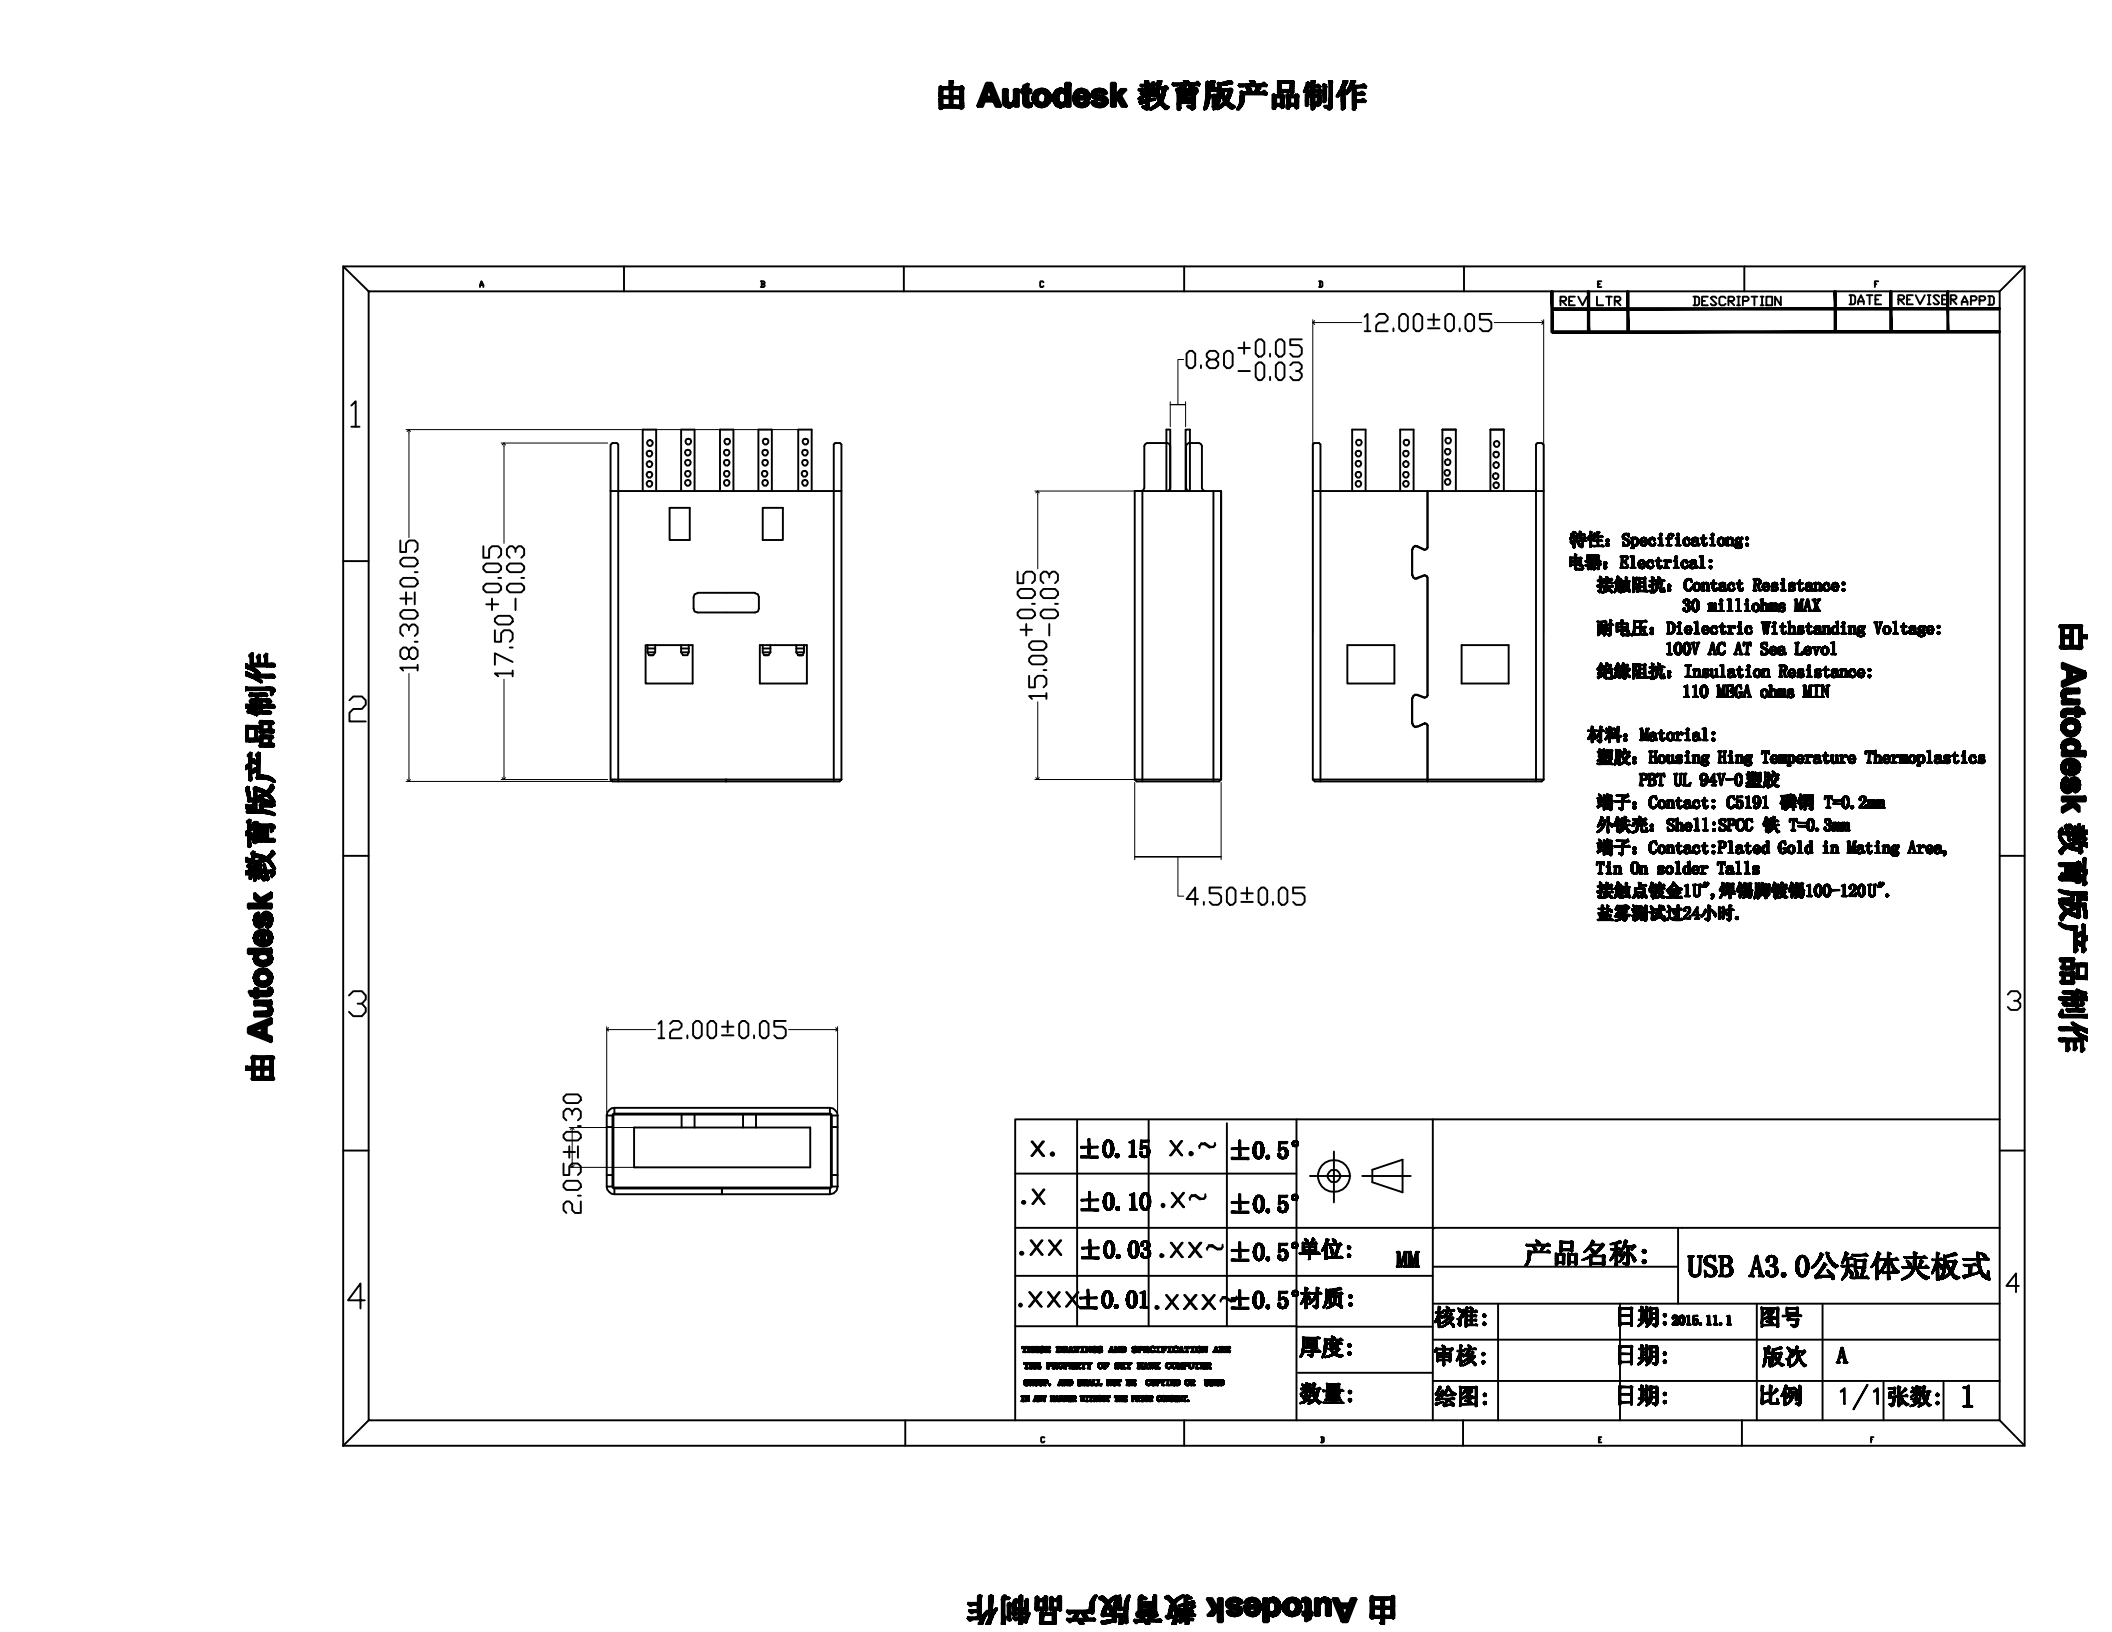 由 Autodesk 教育版产品制作
A B C D E F
REV LTR DESCRIPTION DATE REVISER APPD
12.00±0.05
0.80 +0.05 -0.03
1
18.30±0.05
17.50 +0.05 -0.03
15.00 +0.05 -0.03
特性: Specificationg:
电器: Electrical:
接触阻抗: Contact Resistance:
30 milliohms MAX
耐电压: Dielectric Withstanding Voltage:
100V AC AT Sea Levol
绝缘阻抗: Insulation Resistance:
110 MEGA ohms MIN
材料: Matorial:
塑胶: Housing Hing Temperature Thermoplastics
PBT UL 94V-0塑胶
端子: Contact: C5191 磷铜 T=0.2mm
外铁壳: Shell:SPCC 铁 T=0.3mm
端子: Contact:Plated Gold in Mating Area,
Tin On solder Talls
接触点镀金1U",焊锡脚镀锡100-120U".
盐雾测试过24小时.
2
4.50±0.05
由 Autodesk 教育版产品制作
由 Autodesk 教育版产品制作
3
3
12.00±0.05
2.05±0.30
4
4
X. ±0.15 X.~ ±0.5°
.X ±0.10 .X~ ±0.5°
.XX ±0.03 .XX~ ±0.5°
.XXX ±0.01 .XXX~ ±0.5°
单位: MM
材质:
厚度:
数量:
THESE DRAWINGS AND SPECIFICATION ARE
THE PROPERTY OF SKY HAWK COMPUTER
GROUP. AND SHALL NOT BE COPIED OR USED
IN ANY MANNER WITHOUT THE PRIOR CONSENT.
产品名称: USB A3.0公短体夹板式
核准: 日期:2015.11.1 图号
审核: 日期: 版次 A
绘图: 日期: 比例 1/1 张数: 1
C D E F
由 Autodesk 教育版产品制作